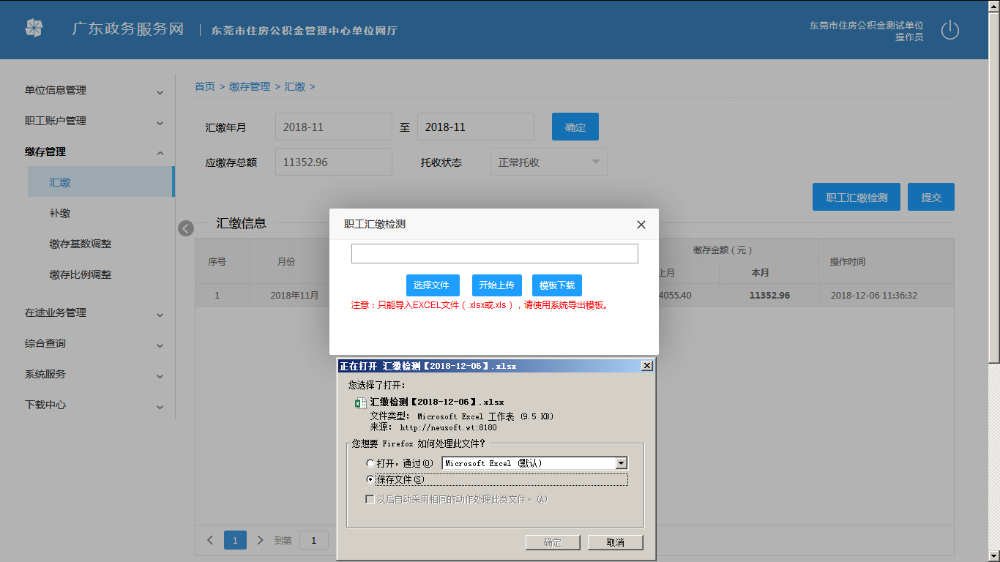 广东政务服务网
东莞市住房公积金管理中心单位网厅
东莞市住房公积金测试单位
操作员
单位信息管理
职工账户管理
缴存管理
汇缴
补缴
缴存基数调整
缴存比例调整
在途业务管理
综合查询
系统服务
下载中心
首页 > 缴存管理 > 汇缴 >
汇缴年月 2018-11 至 2018-11 确定
应缴存总额 11352.96 托收状态 正常托收
职工汇缴检测 提交
汇缴信息
序号 月份 缴存金额（元） 操作时间
上月 本月
1 2018年11月 4055.40 11352.96 2018-12-06 11:36:32
到第 1
1
职工汇缴检测
选择文件 开始上传 模板下载
注意：只能导入EXCEL文件（.xlsx或.xls），请使用系统导出模板。
正在打开 汇缴检测【2018-12-06】.xlsx
您选择了打开：
汇缴检测【2018-12-06】.xlsx
文件类型： Microsoft Excel 工作表 (9.5 KB)
来源： http://neusoft.wt:8180
您想要 Firefox 如何处理此文件？
打开，通过(O) Microsoft Excel (默认)
保存文件(S)
以后自动采用相同的动作处理此类文件。(A)
确定 取消